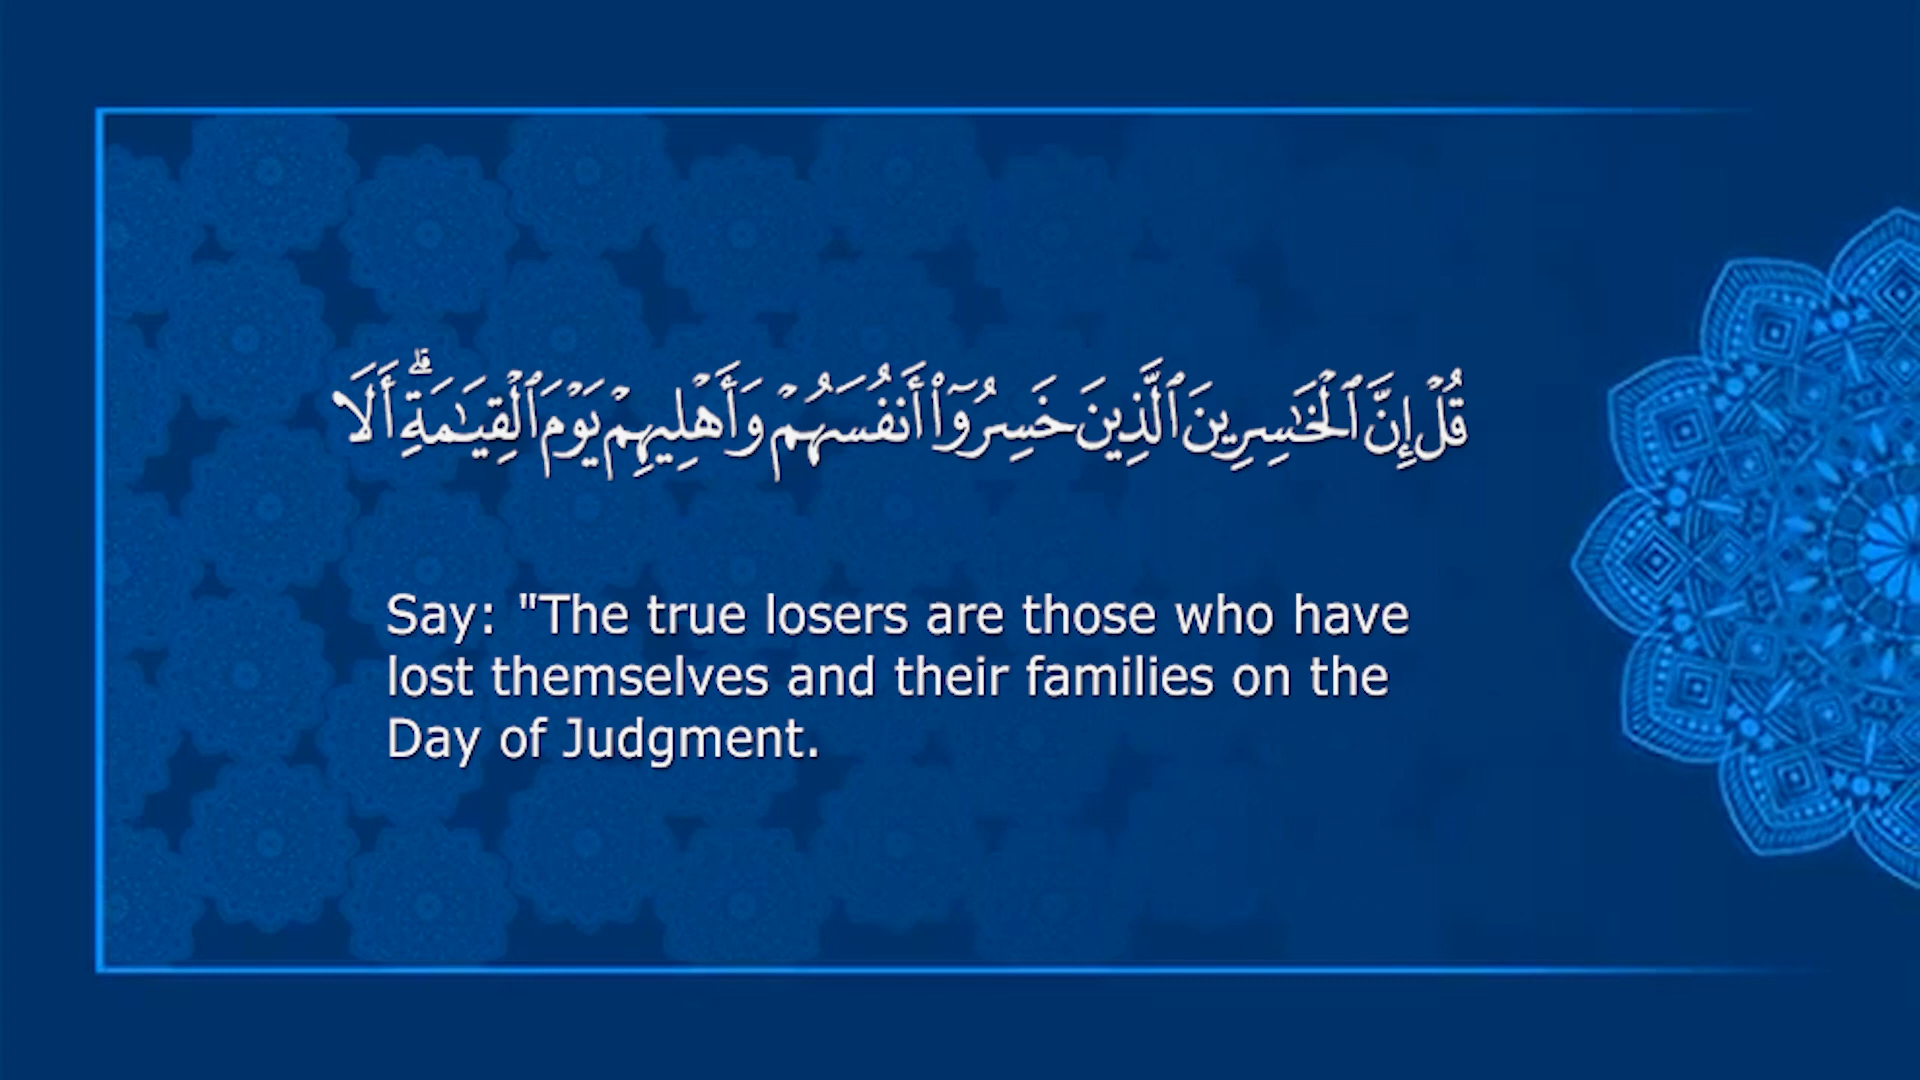 قُلْ إِنَّ ٱلْخَٰسِرِينَ ٱلَّذِينَ خَسِرُوٓا۟ أَنفُسَهُمْ وَأَهْلِيهِمْ يَوْمَ ٱلْقِيَٰمَةِ ۗ أَلَا
Say: "The true losers are those who have
lost themselves and their families on the
Day of Judgment.